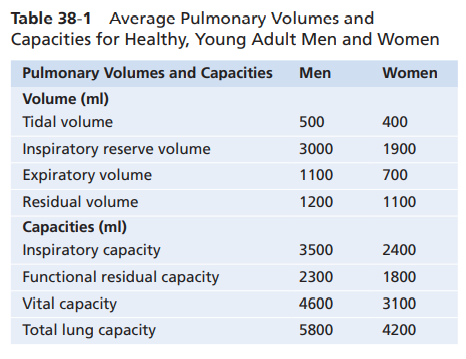 Table 38-1 Average Pulmonary Volumes and
Capacities for Healthy, Young Adult Men and Women
Pulmonary Volumes and Capacities Men Women
Volume (ml)
Tidal volume 500 400
Inspiratory reserve volume 3000 1900
Expiratory volume 1100 700
Residual volume 1200 1100
Capacities (ml)
Inspiratory capacity 3500 2400
Functional residual capacity 2300 1800
Vital capacity 4600 3100
Total lung capacity 5800 4200